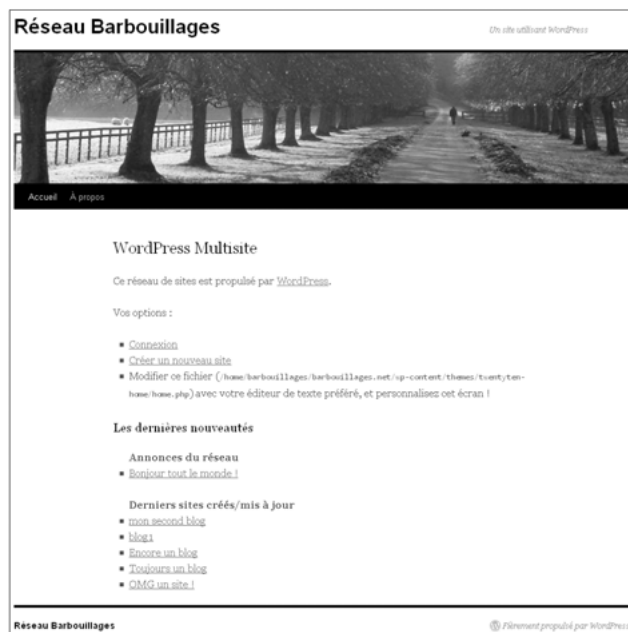 Réseau Barbouillages
Un site utilisant WordPress
Accueil À propos
WordPress Multisite
Ce réseau de sites est propulsé par WordPress.
Vos options :
Connexion
Créer un nouveau site
Modifier ce fichier (/home/barbouillages/barbouillages.net/wp-content/themes/twentyten-
home/home.php) avec votre éditeur de texte préféré, et personnalisez cet écran !
Les dernières nouveautés
Annonces du réseau
Bonjour tout le monde !
Derniers sites créés/mis à jour
mon second blog
blog1
Encore un blog
Toujours un blog
OMG un site !
Réseau Barbouillages
Fièrement propulsé par WordPress